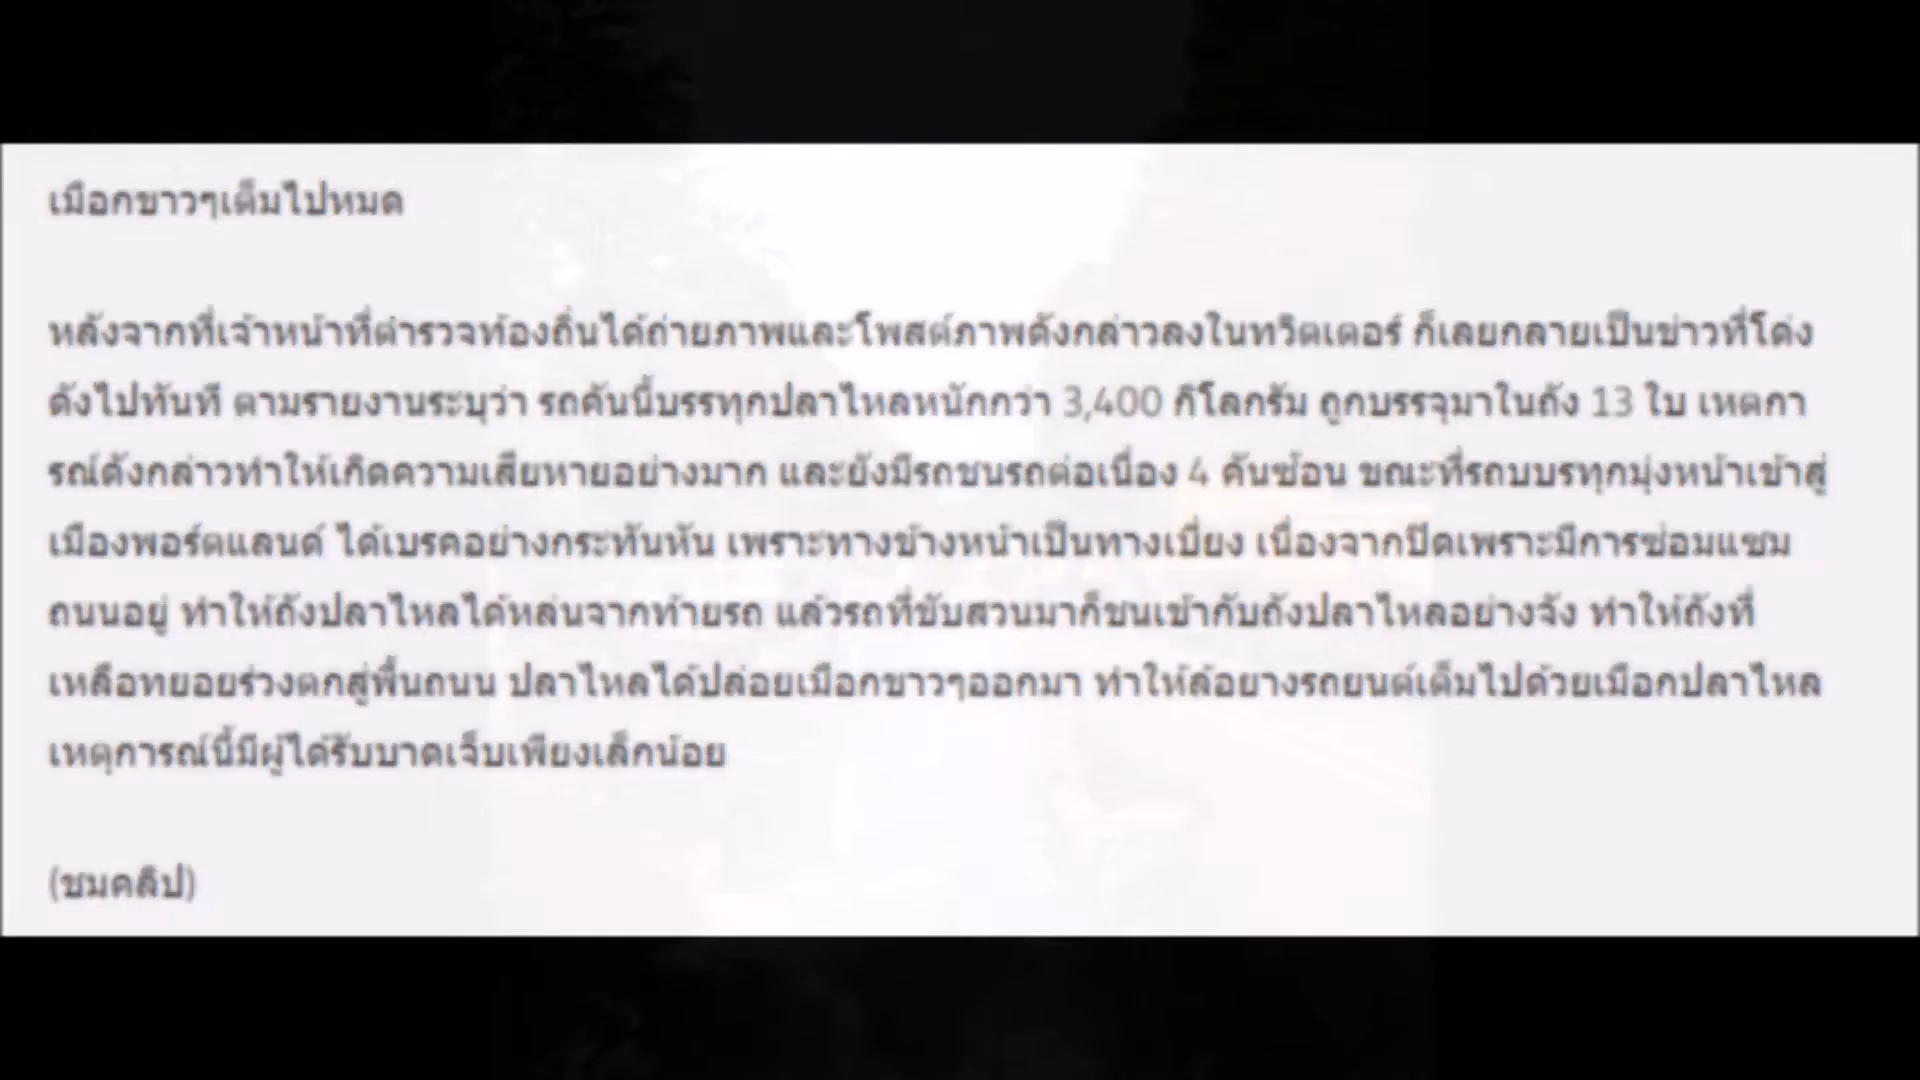 เมือกขาวๆเต็มไปหมด
หลังจากที่เจ้าหน้าที่ตำรวจท้องถิ่นได้ถ่ายภาพและโพสต์ภาพดังกล่าวลงในทวิตเตอร์ ก็เลยกลายเป็นข่าวที่โด่ง
ดังไปทันที ตามรายงานระบุว่า รถคันนี้บรรทุกปลาไหลหนักกว่า 3,400 กิโลกรัม ถูกบรรจุมาในถัง 13 ใบ เหตุกา
รณ์ดังกล่าวทำให้เกิดความเสียหายอย่างมาก และยังมีรถชนรถต่อเนื่อง 4 คันซ้อน ขณะที่รถบบรทุกมุ่งหน้าเข้าสู่
เมืองพอร์ตแลนด์ ได้เบรคอย่างกระทันหัน เพราะทางข้างหน้าเป็นทางเบี่ยง เนื่องจากปิดเพราะมีการซ่อมแซม
ถนนอยู่ ทำให้ถังปลาไหลได้หล่นจากท้ายรถ แล้วรถที่ขับสวนมาก็ชนเข้ากับถังปลาไหลอย่างจัง ทำให้ถังที่
เหลือทยอยร่วงตกสู่พื้นถนน ปลาไหลได้ปล่อยเมือกขาวๆออกมา ทำให้ล้อยางรถยนต์เต็มไปด้วยเมือกปลาไหล
เหตุการณ์นี้มีผู้ได้รับบาดเจ็บเพียงเล็กน้อย
(ชมคลิป)